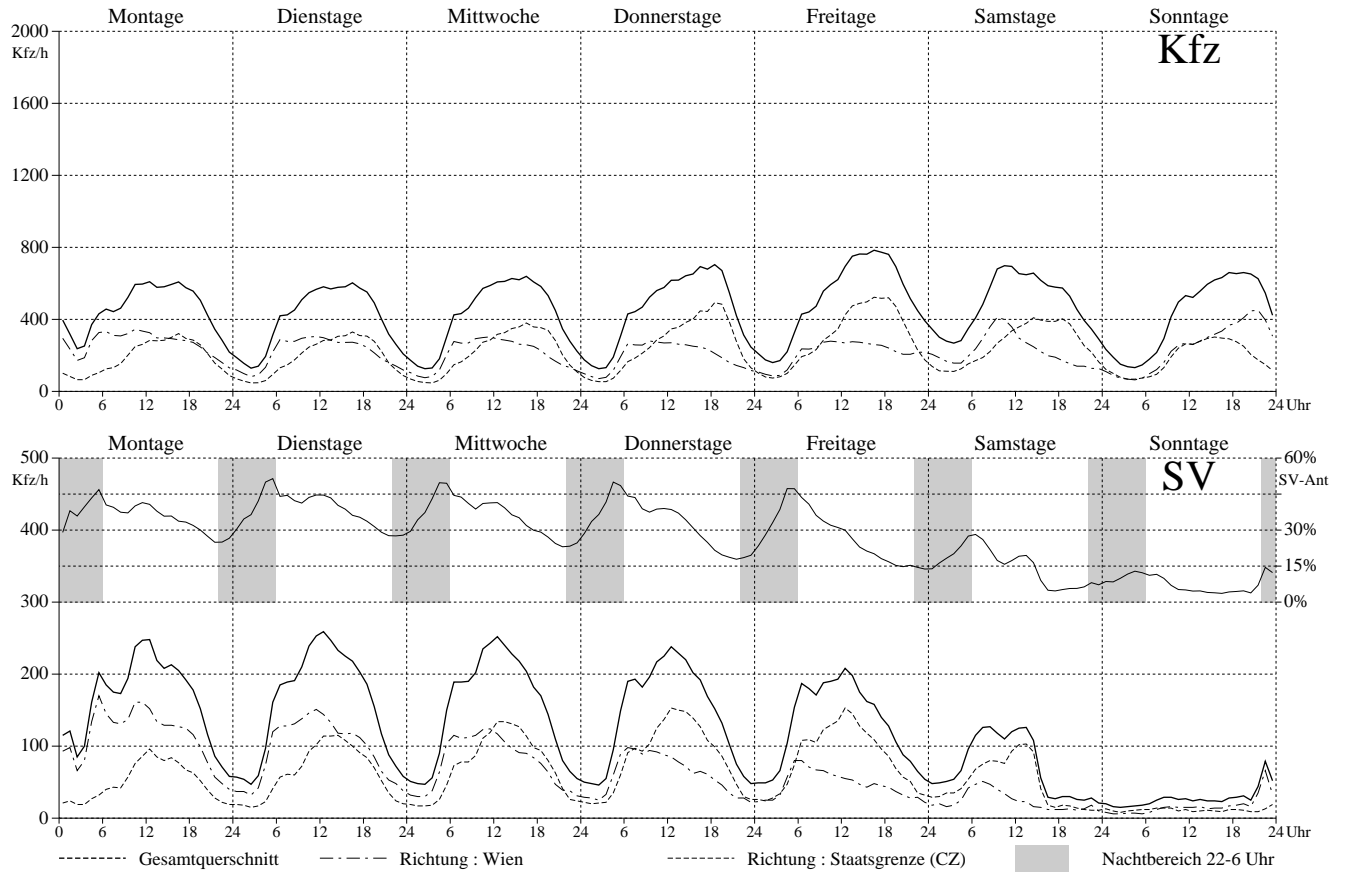 Montage Dienstage Mittwoche Donnerstage Freitage Samstage Sonntage
2000
Kfz/h
Kfz
1600
1200
800
400
0
0 6 12 18 24 6 12 18 24 6 12 18 24 6 12 18 24 6 12 18 24 6 12 18 24 6 12 18 24 Uhr
Montage Dienstage Mittwoche Donnerstage Freitage Samstage Sonntage
500 60%
Kfz/h SV SV-Ant
400 30%
15%
300 0%
200
100
0
0 6 12 18 24 6 12 18 24 6 12 18 24 6 12 18 24 6 12 18 24 6 12 18 24 6 12 18 24 Uhr
Gesamtquerschnitt Richtung : Wien Richtung : Staatsgrenze (CZ) Nachtbereich 22-6 Uhr